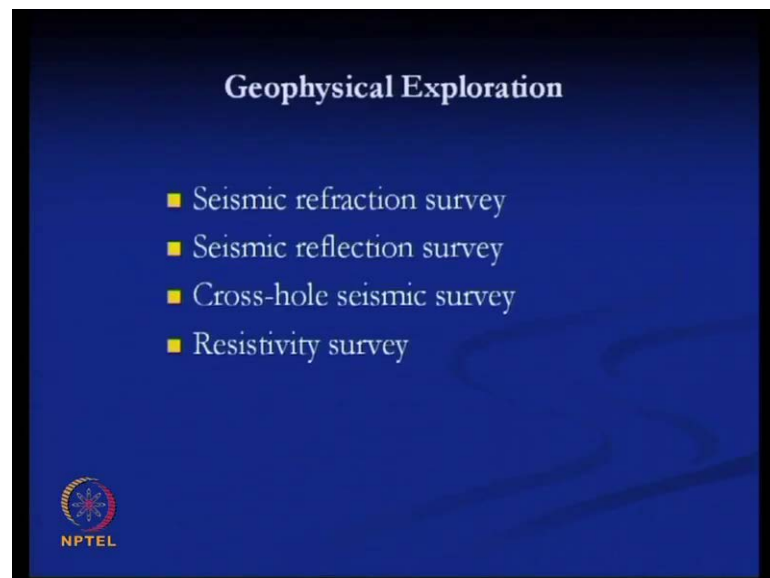 Geophysical Exploration
Seismic refraction survey
Seismic reflection survey
Cross-hole seismic survey
Resistivity survey
NPTEL